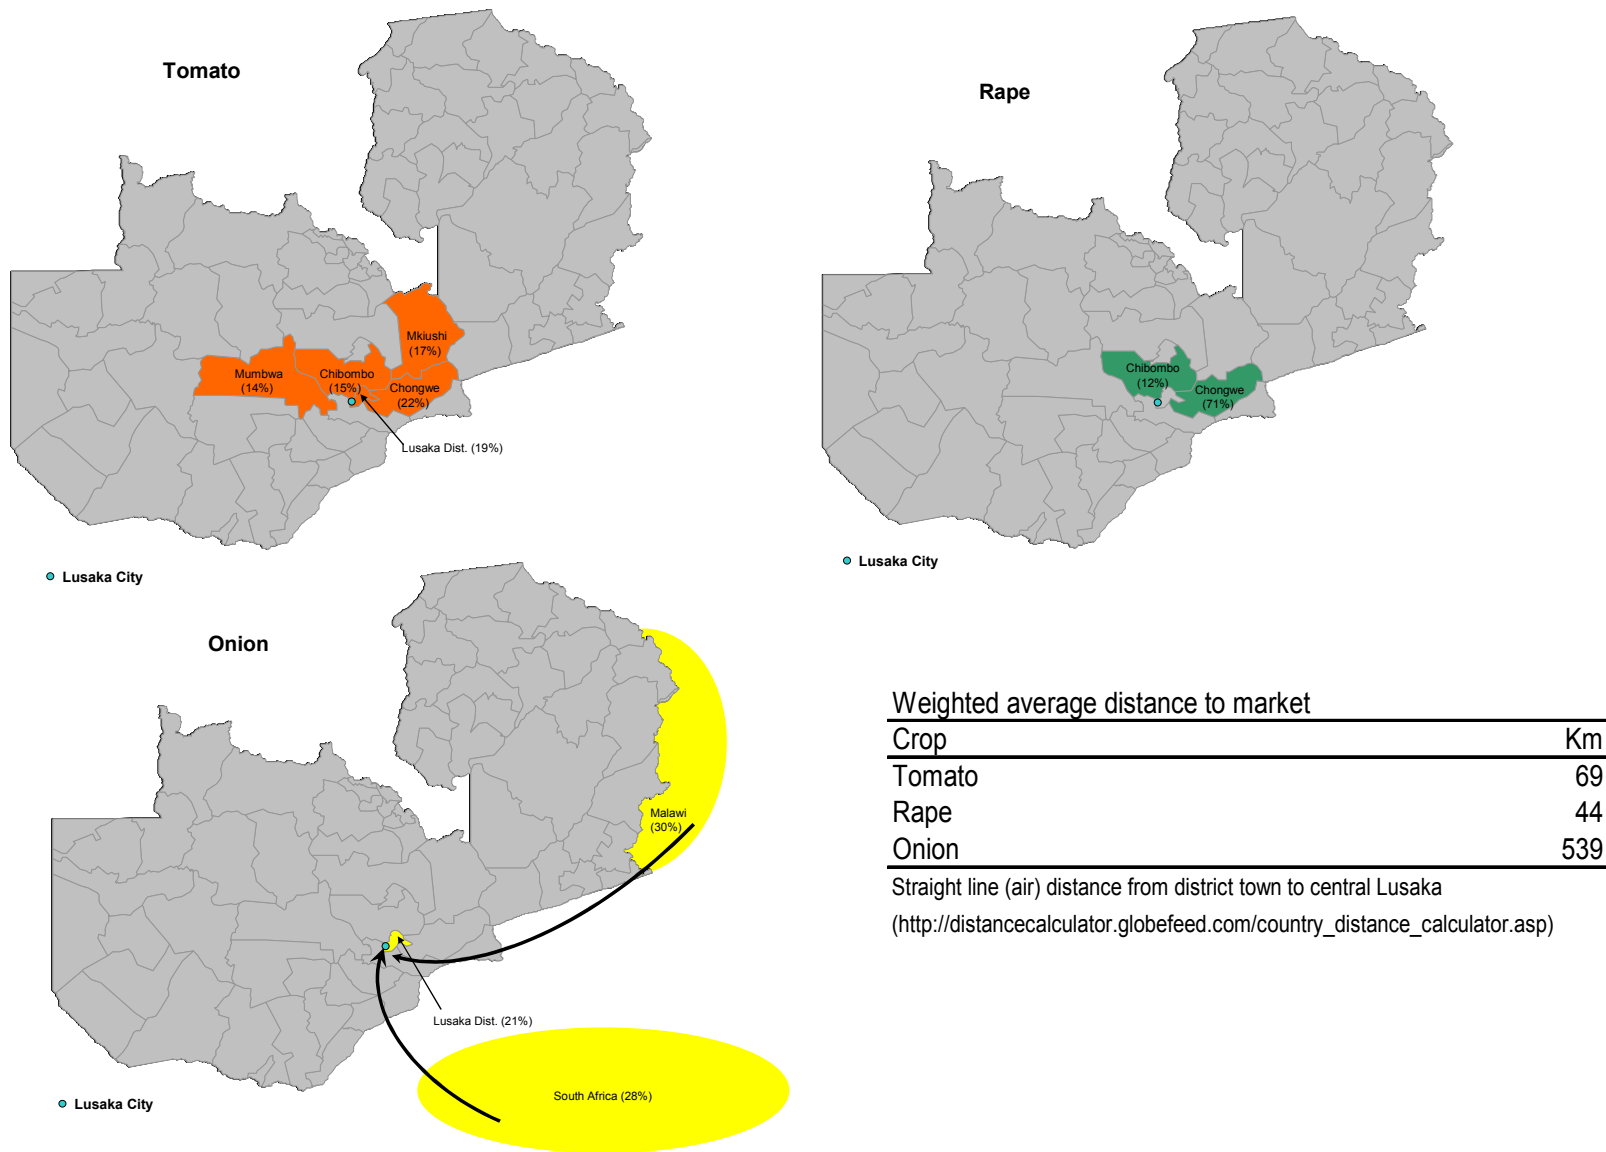 Tomato
Mkiushi
(17%)
Mumbwa
(14%)
Chibombo
(15%)
Chongwe
(22%)
Lusaka Dist. (19%)
Lusaka City
Rape
Chibombo
(12%)
Chongwe
(71%)
Lusaka City
Onion
Malawi
(30%)
Lusaka Dist. (21%)
South Africa (28%)
Lusaka City
Weighted average distance to market
Crop Km
Tomato 69
Rape 44
Onion 539
Straight line (air) distance from district town to central Lusaka
(http://distancecalculator.globefeed.com/country_distance_calculator.asp)